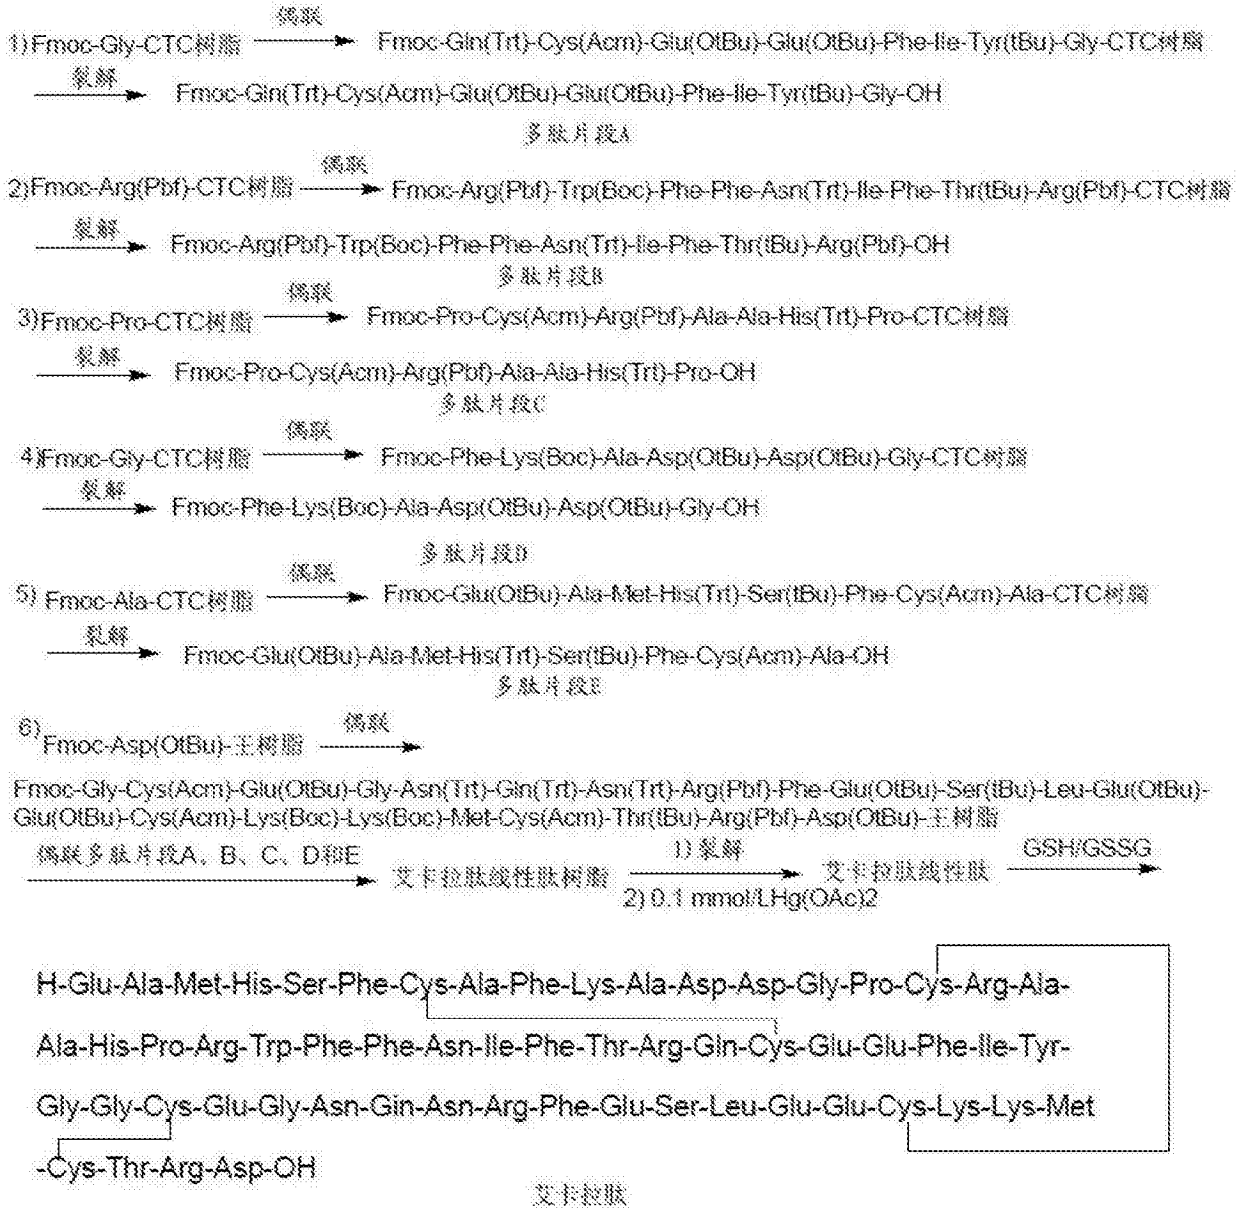 偶联
1)Fmoc-Gly-CTC树脂 Fmoc-Gln(Trt)-Cys(Acm)-Glu(OtBu)-Glu(OtBu)-Phe-Ile-Tyr(tBu)-Gly-CTC树脂
裂解 Fmoc-Gln(Trt)-Cys(Acm)-Glu(OtBu)-Glu(OtBu)-Phe-Ile-Tyr(tBu)-Gly-OH
多肽片段A
偶联
2)Fmoc-Arg(Pbf)-CTC树脂 Fmoc-Arg(Pbf)-Trp(Boc)-Phe-Phe-Asn(Trt)-Ile-Phe-Thr(tBu)-Arg(Pbf)-CTC树脂
裂解 Fmoc-Arg(Pbf)-Trp(Boc)-Phe-Phe-Asn(Trt)-Ile-Phe-Thr(tBu)-Arg(Pbf)-OH
多肽片段B
偶联
3)Fmoc-Pro-CTC树脂 Fmoc-Pro-Cys(Acm)-Arg(Pbf)-Ala-Ala-His(Trt)-Pro-CTC树脂
裂解 Fmoc-Pro-Cys(Acm)-Arg(Pbf)-Ala-Ala-His(Trt)-Pro-OH
多肽片段C
偶联
4)Fmoc-Gly-CTC树脂 Fmoc-Phe-Lys(Boc)-Ala-Asp(OtBu)-Asp(OtBu)-Gly-CTC树脂
裂解 Fmoc-Phe-Lys(Boc)-Ala-Asp(OtBu)-Asp(OtBu)-Gly-OH
多肽片段D
偶联
5) Fmoc-Ala-CTC树脂 Fmoc-Glu(OtBu)-Ala-Met-His(Trt)-Ser(tBu)-Phe-Cys(Acm)-Ala-CTC树脂
裂解 Fmoc-Glu(OtBu)-Ala-Met-His(Trt)-Ser(tBu)-Phe-Cys(Acm)-Ala-OH
多肽片段E
偶联
6)Fmoc-Asp(OtBu)-王树脂
Fmoc-Gly-Cys(Acm)-Glu(OtBu)-Gly-Asn(Trt)-Gln(Trt)-Asn(Trt)-Arg(Pbf)-Phe-Glu(OtBu)-Ser(tBu)-Leu-Glu(OtBu)-
Glu(OtBu)-Cys(Acm)-Lys(Boc)-Lys(Boc)-Met-Cys(Acm)-Thr(tBu)-Arg(Pbf)-Asp(OtBu)-王树脂
偶联多肽片段A、B、C、D和E 艾卡拉肽线性肽树脂 1) 裂解 艾卡拉肽线性肽 GSH/GSSG
2) 0.1 mmol/LHg(OAc)2
H-Glu-Ala-Met-His-Ser-Phe-Cys-Ala-Phe-Lys-Ala-Asp-Asp-Gly-Pro-Cys-Arg-Ala-
Ala-His-Pro-Arg-Trp-Phe-Phe-Asn-Ile-Phe-Thr-Arg-Gln-Cys-Glu-Glu-Phe-Ile-Tyr-
Gly-Gly-Cys-Glu-Gly-Asn-Gln-Asn-Arg-Phe-Glu-Ser-Leu-Glu-Glu-Cys-Lys-Lys-Met
-Cys-Thr-Arg-Asp-OH
艾卡拉肽